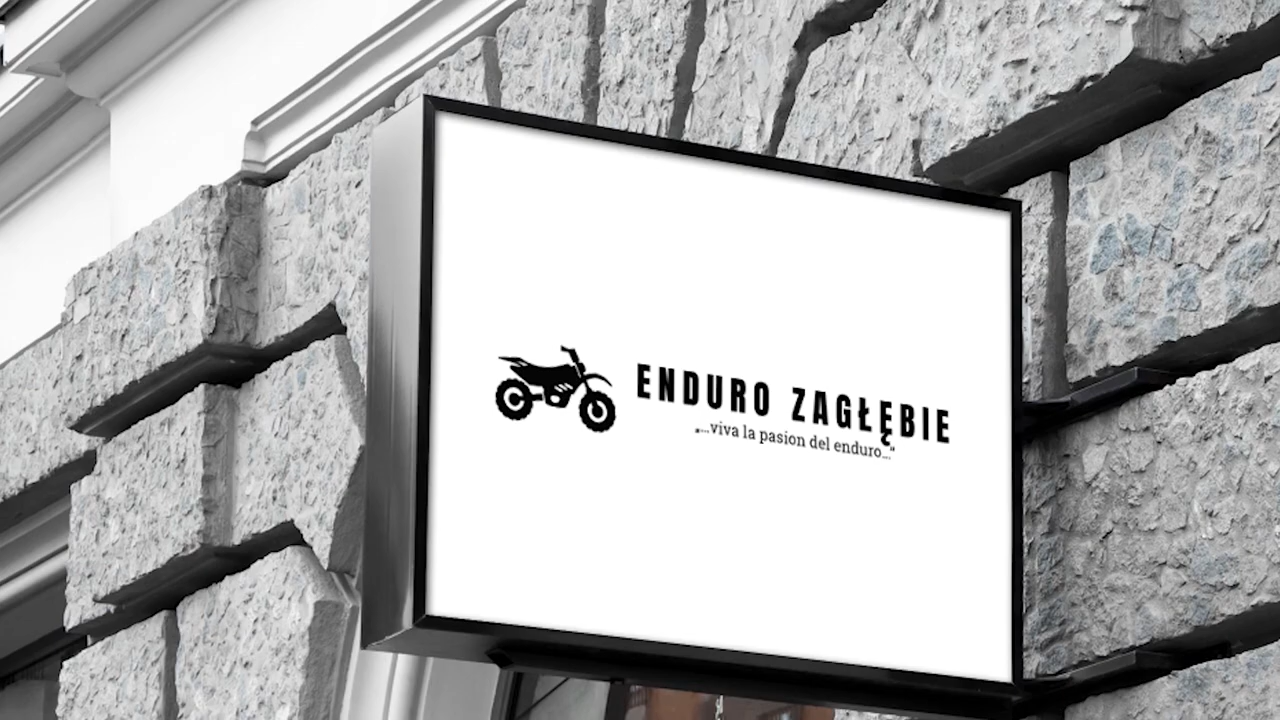 ENDURO ZAGŁĘBIE
„...viva la pasion del enduro...”